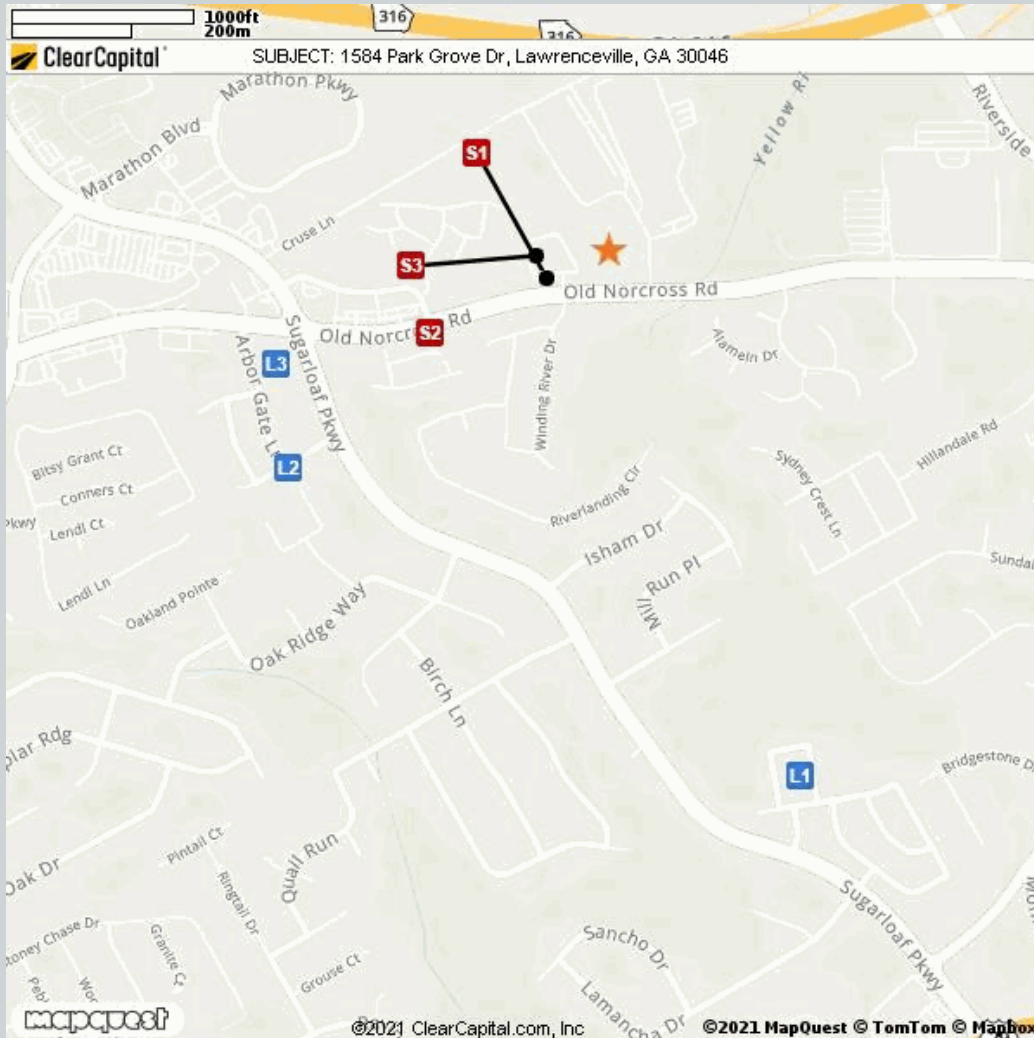 1000ft
200m
316
316
ClearCapital
SUBJECT: 1584 Park Grove Dr, Lawrenceville, GA 30046
Marathon Pkwy
Marathon Blvd
Yellow Ri
Riverside
S1
Cruse Ln
S3
Old Norcross Rd
S2
Sugarloaf Pkwy
L3
Arbor Gate L
Winding River Dr
Alamein Dr
L2
Bitsy Grant Ct
Conners Ct
Lendl Ct
Pkwy
Lendl Ln
Oakland Pointe
Oak Ridge Way
Riverlanding Cir
Isham Dr
Mill Run Pl
Sydney Crest Ln
Hillandale Rd
Sunda
Birch Ln
plar Rdg
L1
Bridgestone D
Oak Dr
Pintail Ct
Quail Run
Ringtail Dr
Sugarloaf Pkwy
toney Chase Dr
Granite Ct
Grouse Ct
Sancho Dr
Lamancha Dr
Peb
Wo
mapquest
©2021 ClearCapital.com, Inc
©2021 MapQuest © TomTom © Mapbox